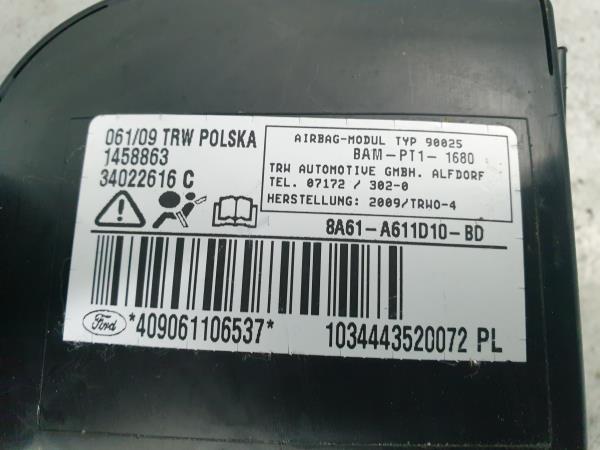 061/09 TRW POLSKA
1458863
34022616 C
AIRBAG-MODUL TYP 90025
BAM-PT1-1680
TRW AUTOMOTIVE GMBH. ALFDORF
TEL. 07172 / 302-0
HERSTELLUNG: 2009/TRWO-4
8A61-A611D10-BD
Ford
*409061106537*
1034443520072 PL